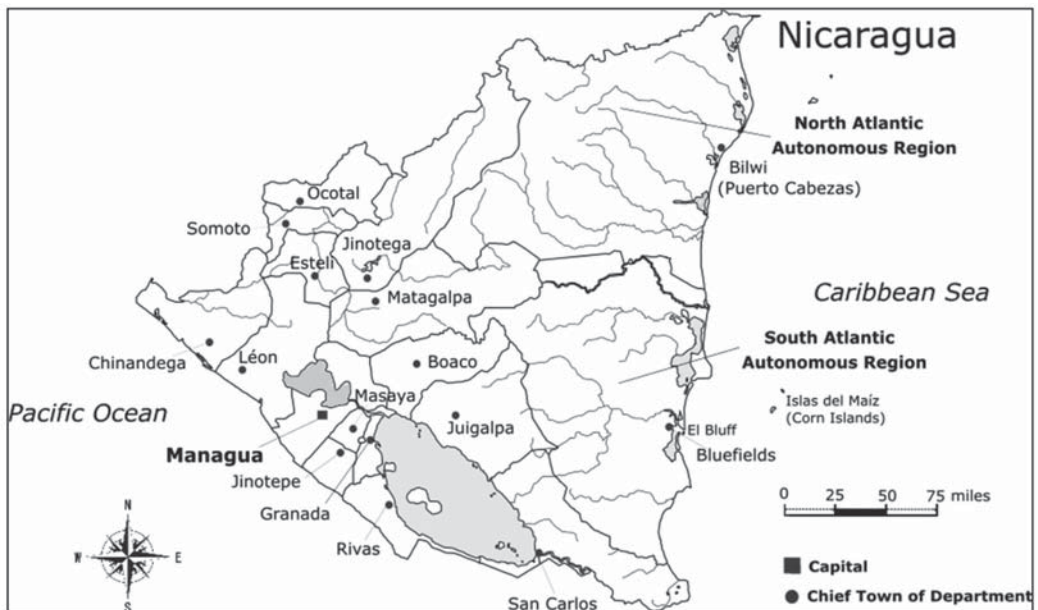 Nicaragua
North Atlantic
Autonomous Region
Bilwi
(Puerto Cabezas)
Ocotal
Somoto
Jinotega
Esteli
Matagalpa
Caribbean Sea
Chinandega
Léon
Boaco
South Atlantic
Autonomous Region
Masaya
Islas del Maíz
(Corn Islands)
Pacific Ocean
Juigalpa
El Bluff
Bluefields
Managua
Jinotepe
Granada
Rivas
San Carlos
0 25 50 75 miles
N
W E
S
Capital
Chief Town of Department